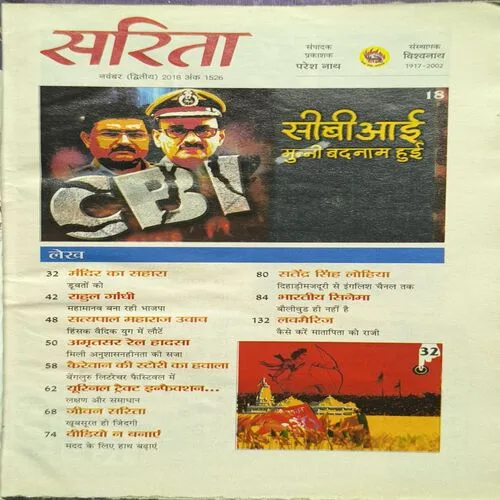 सरिता
नवंबर (द्वितीय) 2018 अंक 1526
संपादक
प्रकाशक
परेश नाथ
संस्थापक
विश्वनाथ
1917-2002
18
सीबीआई
मुन्नी बदनाम हुई
CBI
लेख
32 मंदिर का सहारा
डूबतों को
42 राहुल गांधी
महामानव बना रही भाजपा
48 सत्यपाल महाराज उवाच
हिंसक वैदिक युग में लौटें
50 अमृतसर रेल हादसा
मिली अनुशासनहीनता की सजा
58 केरवान की स्टोरी का हवाला
बेंगलुरु लिटरेचर फैस्टिवल में
62 यूरिनल ट्रैक्ट इन्फैक्शन...
लक्षण और समाधान
68 जीवन सरिता
खूबसूरत हो जिंदगी
74 वीडियो न बनाएं
मदद के लिए हाथ बढ़ाएं
80 सतेंद्र सिंह लोहिया
दिहाड़ीमजदूरी से इंगलिश चैनल तक
84 भारतीय सिनेमा
बौलीवुड ही नहीं है
132 लवमैरिज
कैसे करें मातापिता को राजी
32